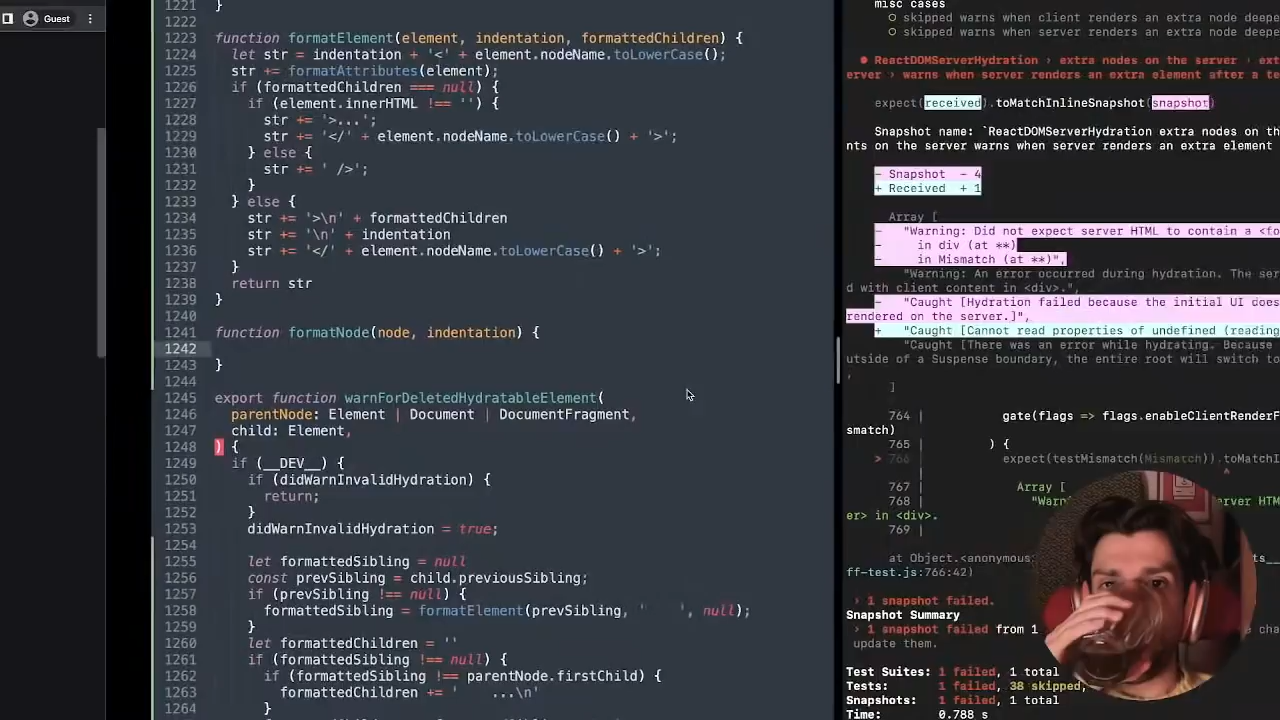 Guest
1221 }
1222
1223 function formatElement(element, indentation, formattedChildren) {
1224 let str = indentation + '<' + element.nodeName.toLowerCase();
1225 str += formatAttributes(element);
1226 if (formattedChildren === null) {
1227 if (element.innerHTML !== '') {
1228 str += '>...';
1229 str += '</' + element.nodeName.toLowerCase() + '>';
1230 } else {
1231 str += ' />';
1232 }
1233 } else {
1234 str += '>\n' + formattedChildren
1235 str += '\n' + indentation
1236 str += '</' + element.nodeName.toLowerCase() + '>';
1237 }
1238 return str
1239 }
1240
1241 function formatNode(node, indentation) {
1242
1243 }
1244
1245 export function warnForDeletedHydratableElement(
1246 parentNode: Element | Document | DocumentFragment,
1247 child: Element,
1248 ) {
1249 if (__DEV__) {
1250 if (didWarnInvalidHydration) {
1251 return;
1252 }
1253 didWarnInvalidHydration = true;
1254
1255 let formattedSibling = null
1256 const prevSibling = child.previousSibling;
1257 if (prevSibling !== null) {
1258 formattedSibling = formatElement(prevSibling, '    ', null);
1259 }
1260 let formattedChildren = ''
1261 if (formattedSibling !== null) {
1262 if (formattedSibling !== parentNode.firstChild) {
1263 formattedChildren += '    ...\n'
1264 }
misc cases
○ skipped warns when client renders an extra node deepe
○ skipped warns when server renders an extra node deepe
● ReactDOMServerHydration › extra nodes on the server › ext
erver › warns when server renders an extra element after a te
expect(received).toMatchInlineSnapshot(snapshot)
Snapshot name: `ReactDOMServerHydration extra nodes on th
nts on the server warns when server renders an extra element
- Snapshot - 4
+ Received + 1
Array [
- "Warning: Did not expect server HTML to contain a <fo
- in div (at **)
- in Mismatch (at **)",
"Warning: An error occurred during hydration. The ser
d with client content in <div>.",
- "Caught [Hydration failed because the initial UI does
rendered on the server.]",
+ "Caught [Cannot read properties of undefined (reading
"Caught [There was an error while hydrating. Because
utside of a Suspense boundary, the entire root will switch to
,
]
764 | gate(flags => flags.enableClientRenderF
smatch)
765 | ) {
> 766 | expect(testMismatch(Mismatch)).toMatchI
| ^
767 | Array [
768 | "Warn
erver HTM
er> in <div>.
769 |
at Object.<anonymous
ts__
ff-test.js:766:42)
› 1 snapshot failed.
Snapshot Summary
› 1 snapshot failed from 1
cha
update them.
Test Suites: 1 failed, 1 total
Tests: 1 failed, 38 skipped,
Snapshots: 1 failed, 1 total
Time: 0.788 s